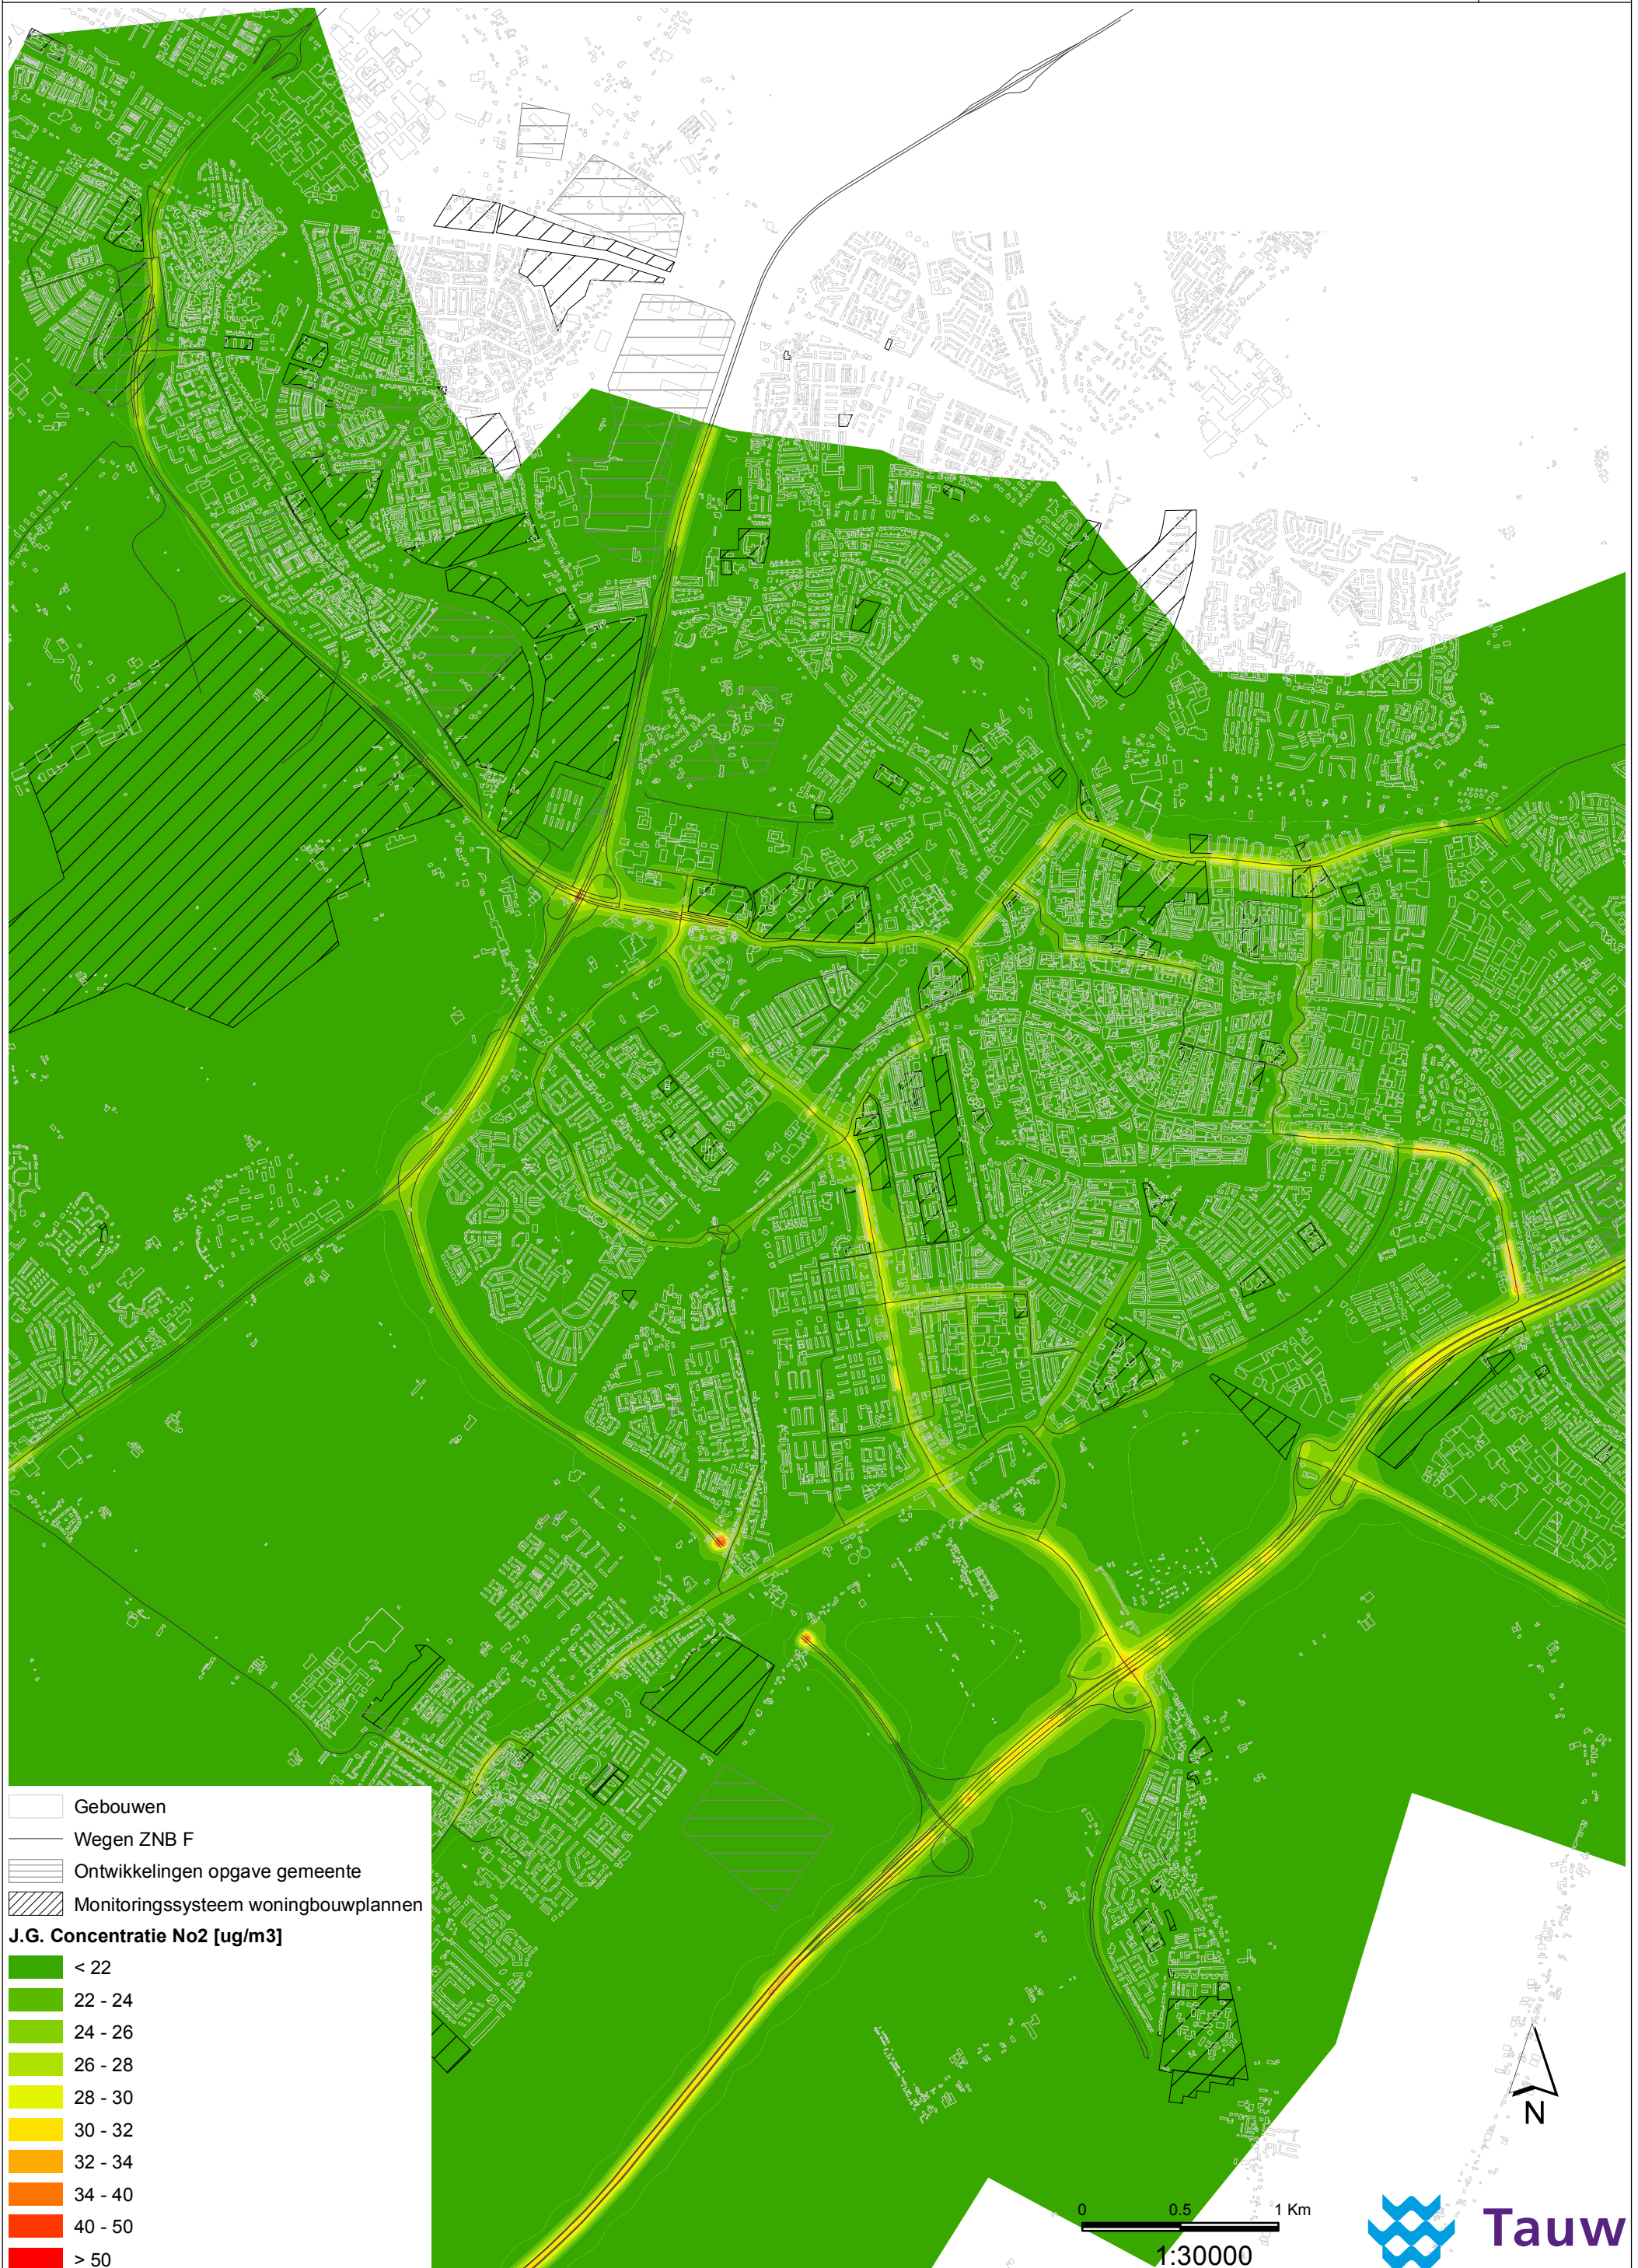 Gebouwen
Wegen ZNB F
Ontwikkelingen opgave gemeente
Monitoringssysteem woningbouwplannen
J.G. Concentratie No2 [ug/m3]
< 22
22 - 24
24 - 26
26 - 28
28 - 30
30 - 32
32 - 34
34 - 40
40 - 50
> 50
N
0 0.5 1 Km
1:30000
Tauw